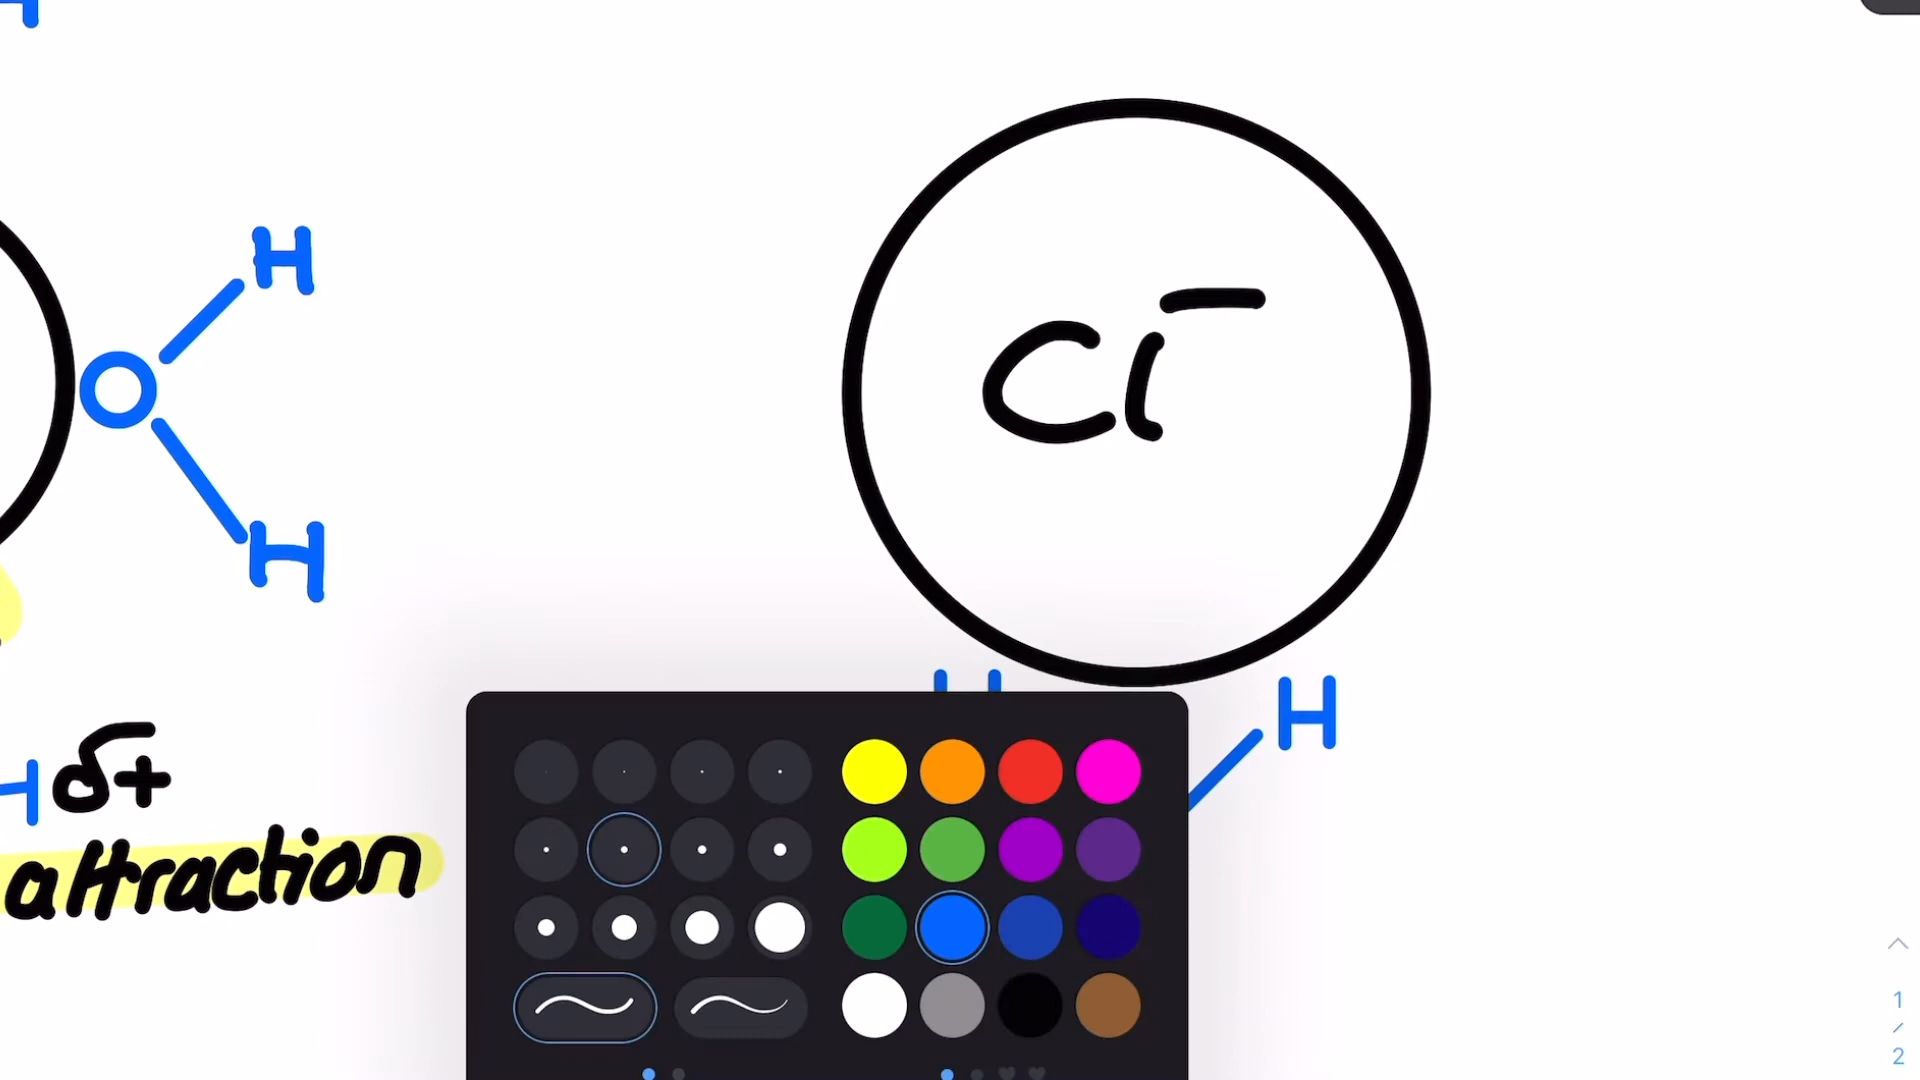 H
Cl⁻
O
H
H
H
δ+
attraction
1
/
2